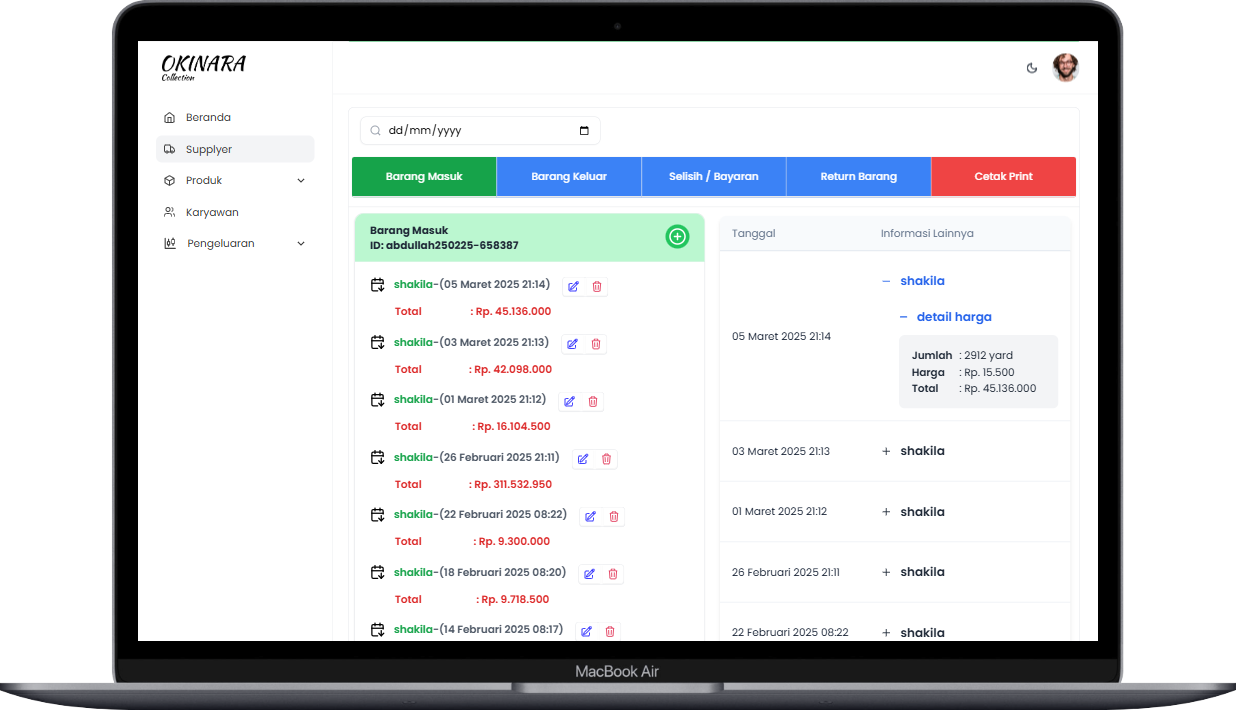 OKINARA
Collection
Beranda
Supplyer
Produk
Karyawan
Pengeluaran
dd/mm/yyyy
Barang Masuk
Barang Keluar
Selisih / Bayaran
Return Barang
Cetak Print
Barang Masuk
ID: abdullah250225-658387
shakila-(05 Maret 2025 21:14)
Total : Rp. 45.136.000
shakila-(03 Maret 2025 21:13)
Total : Rp. 42.098.000
shakila-(01 Maret 2025 21:12)
Total : Rp. 16.104.500
shakila-(26 Februari 2025 21:11)
Total : Rp. 311.532.950
shakila-(22 Februari 2025 08:22)
Total : Rp. 9.300.000
shakila-(18 Februari 2025 08:20)
Total : Rp. 9.718.500
shakila-(14 Februari 2025 08:17)
Tanggal Informasi Lainnya
− shakila
− detail harga
05 Maret 2025 21:14
Jumlah : 2912 yard
Harga : Rp. 15.500
Total : Rp. 45.136.000
03 Maret 2025 21:13 + shakila
01 Maret 2025 21:12 + shakila
26 Februari 2025 21:11 + shakila
22 Februari 2025 08:22 + shakila
MacBook Air